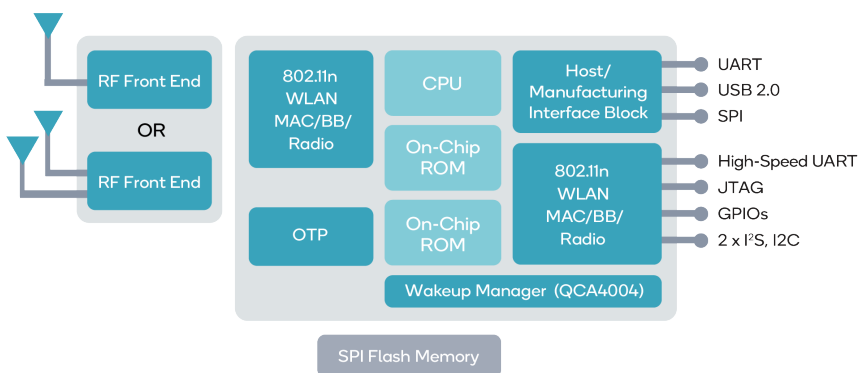 RF Front End
OR
RF Front End
802.11n
WLAN
MAC/BB/
Radio
OTP
CPU
On-Chip
ROM
On-Chip
ROM
Host/
Manufacturing
Interface Block
802.11n
WLAN
MAC/BB/
Radio
Wakeup Manager (QCA4004)
UART
USB 2.0
SPI
High-Speed UART
JTAG
GPIOs
2 x I²S, I2C
SPI Flash Memory